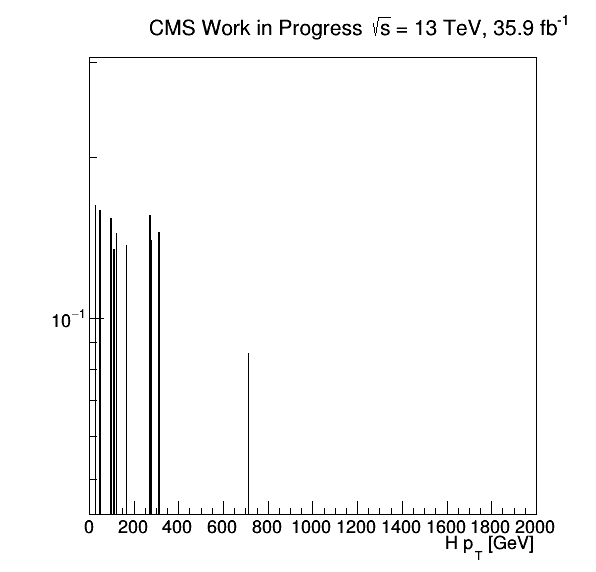 CMS Work in Progress √s = 13 TeV, 35.9 fb⁻¹
10⁻¹
0 200 400 600 800 1000 1200 1400 1600 1800 2000
H p_T [GeV]